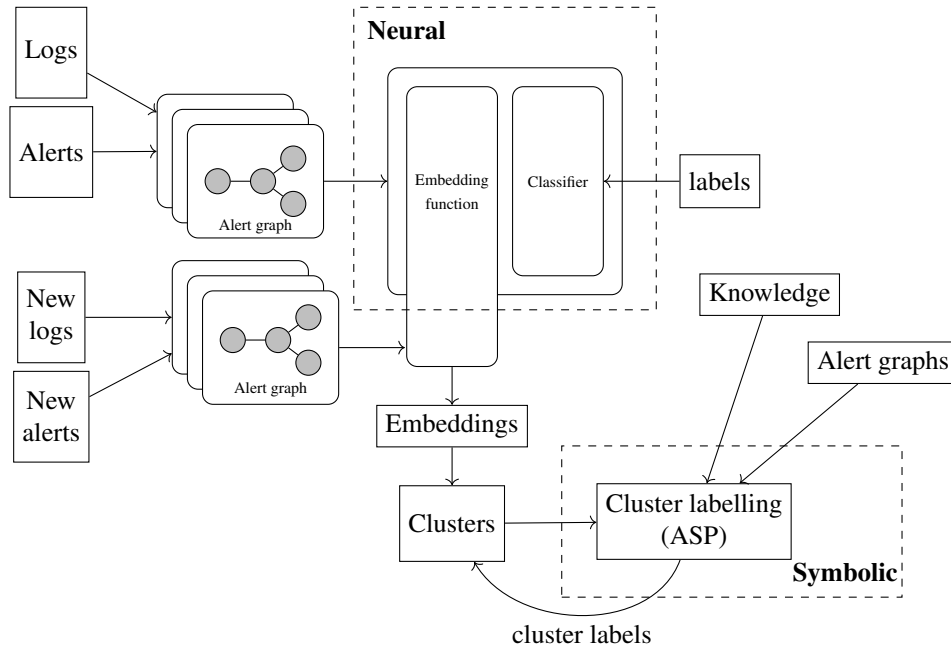 Neural
Logs
Alerts
Alert graph
Embedding
function
Classifier
labels
New
logs
New
alerts
Alert graph
Knowledge
Alert graphs
Embeddings
Clusters
Cluster labelling
(ASP)
Symbolic
cluster labels